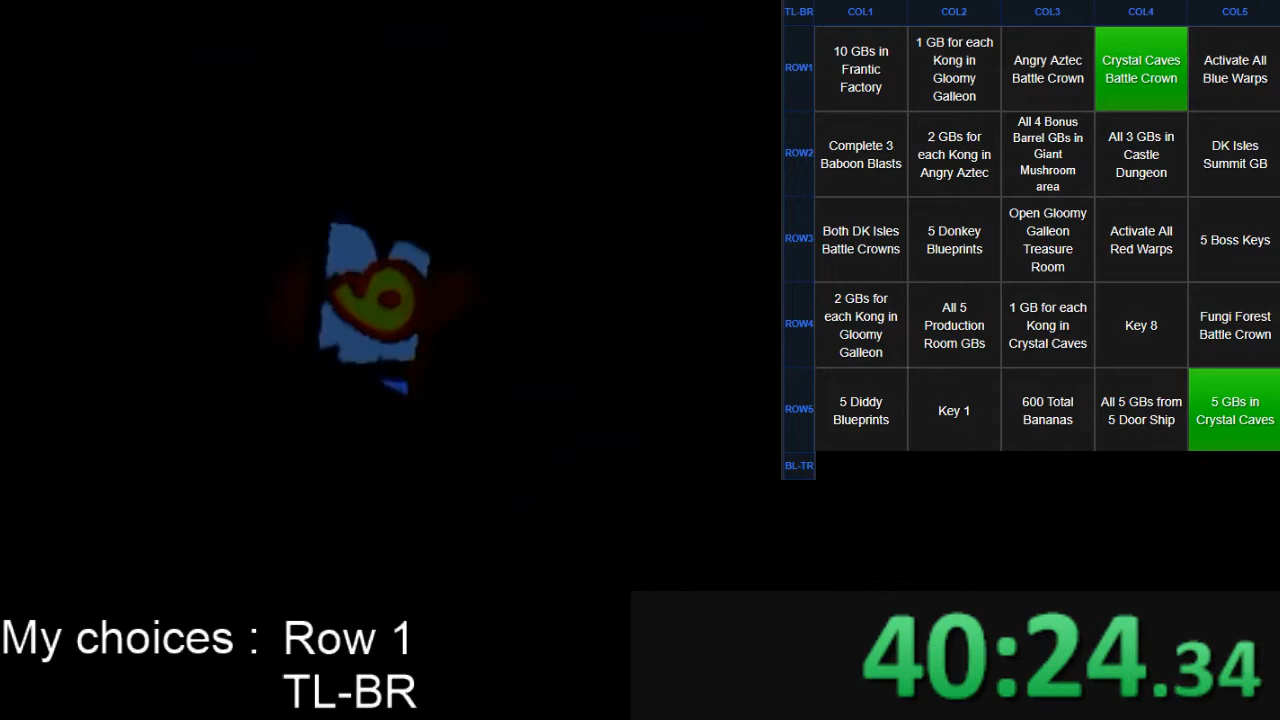 TL-BR COL1 COL2 COL3 COL4 COL5
ROW1
10 GBs in
Frantic
Factory
1 GB for each
Kong in
Gloomy
Galleon
Angry Aztec
Battle Crown
Crystal Caves
Battle Crown
Activate All
Blue Warps
ROW2
Complete 3
Baboon Blasts
2 GBs for
each Kong in
Angry Aztec
All 4 Bonus
Barrel GBs in
Giant
Mushroom
area
All 3 GBs in
Castle
Dungeon
DK Isles
Summit GB
ROW3
Both DK Isles
Battle Crowns
5 Donkey
Blueprints
Open Gloomy
Galleon
Treasure
Room
Activate All
Red Warps
5 Boss Keys
ROW4
2 GBs for
each Kong in
Gloomy
Galleon
All 5
Production
Room GBs
1 GB for each
Kong in
Crystal Caves
Key 8
Fungi Forest
Battle Crown
ROW5
5 Diddy
Blueprints
Key 1
600 Total
Bananas
All 5 GBs from
5 Door Ship
5 GBs in
Crystal Caves
BL-TR
My choices : Row 1
TL-BR
40:24.34